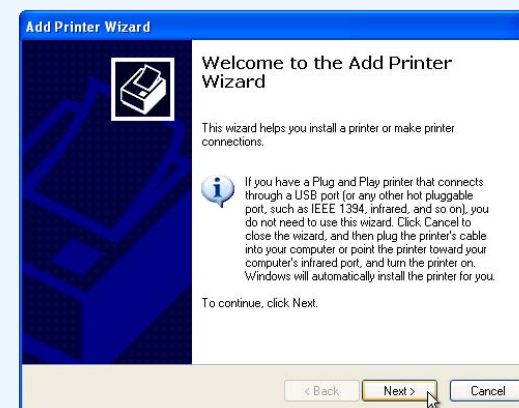 Add Printer Wizard
Welcome to the Add Printer
Wizard
This wizard helps you install a printer or make printer
connections.
If you have a Plug and Play printer that connects
through a USB port (or any other hot pluggable
port, such as IEEE 1394, infrared, and so on), you
do not need to use this wizard. Click Cancel to
close the wizard, and then plug the printer's cable
into your computer or point the printer toward your
computer's infrared port, and turn the printer on.
Windows will automatically install the printer for you.
To continue, click Next.
< Back Next > Cancel